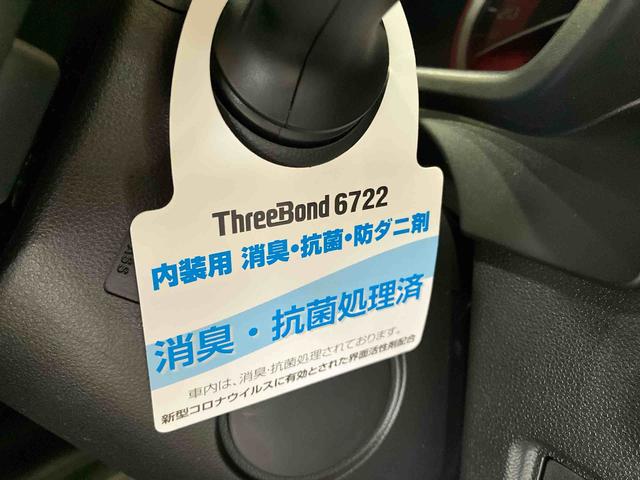 ThreeBond 6722
内装用 消臭・抗菌・防ダニ剤
消臭・抗菌処理済
車内は、消臭・抗菌処理されております。
新型コロナウイルスに有効とされた界面活性剤配合